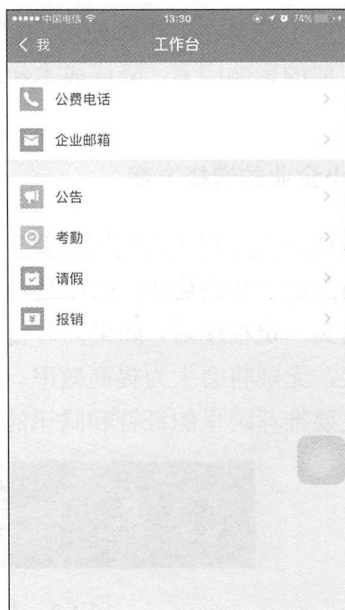 中国电信 13:30 74%
我 工作台
公费电话
企业邮箱
公告
考勤
请假
报销